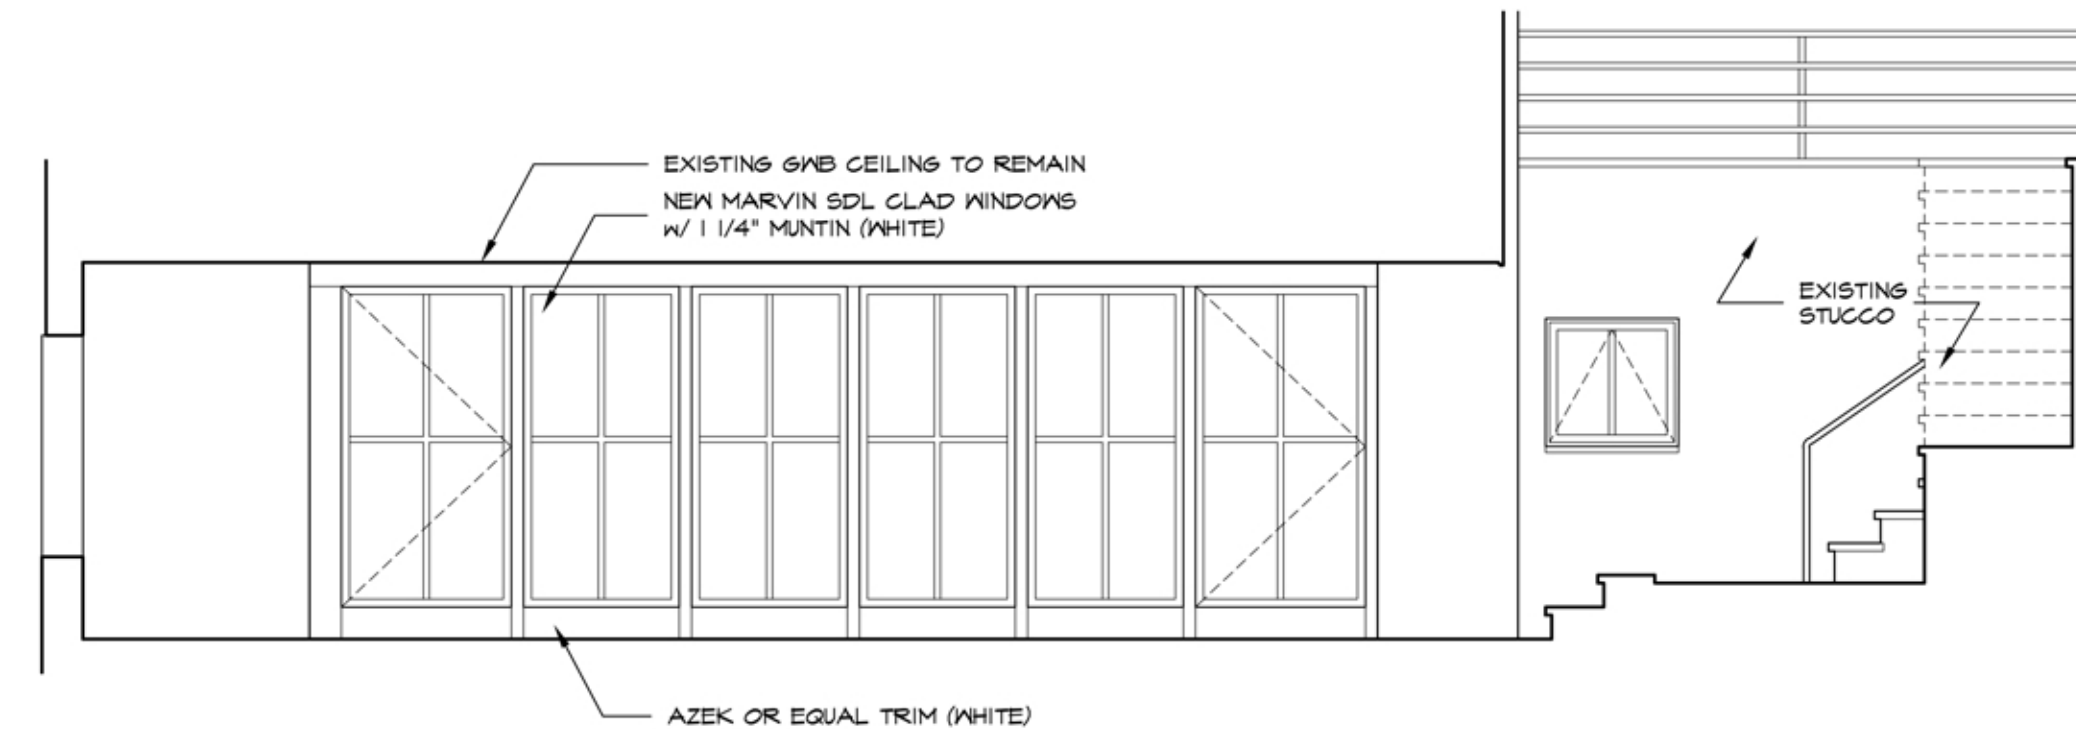 EXISTING GWB CEILING TO REMAIN
NEW MARVIN SDL CLAD WINDOWS
w/ 1 1/4" MUNTIN (WHITE)
EXISTING
STUCCO
AZEK OR EQUAL TRIM (WHITE)